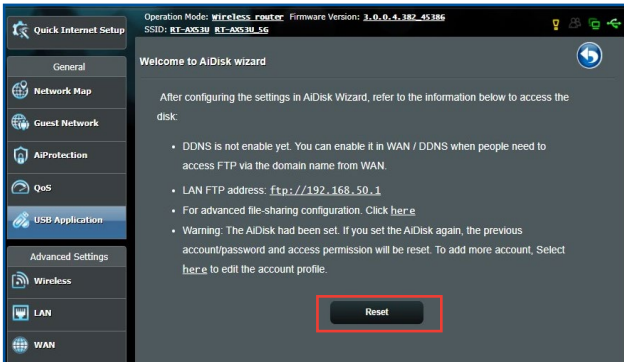 Quick Internet Setup
General
Network Map
Guest Network
AiProtection
QoS
USB Application
Advanced Settings
Wireless
LAN
WAN
Operation Mode: Wireless router Firmware Version: 3.0.0.4.382_45386
SSID: RT-AX53U RT-AX53U_5G
Welcome to AiDisk wizard
After configuring the settings in AiDisk Wizard, refer to the information below to access the
disk:
• DDNS is not enable yet. You can enable it in WAN / DDNS when people need to
access FTP via the domain name from WAN.
• LAN FTP address: ftp://192.168.50.1
• For advanced file-sharing configuration. Click here
• Warning: The AiDisk had been set. If you set the AiDisk again, the previous
account/password and access permission will be reset. To add more account, Select
here to edit the account profile.
Reset